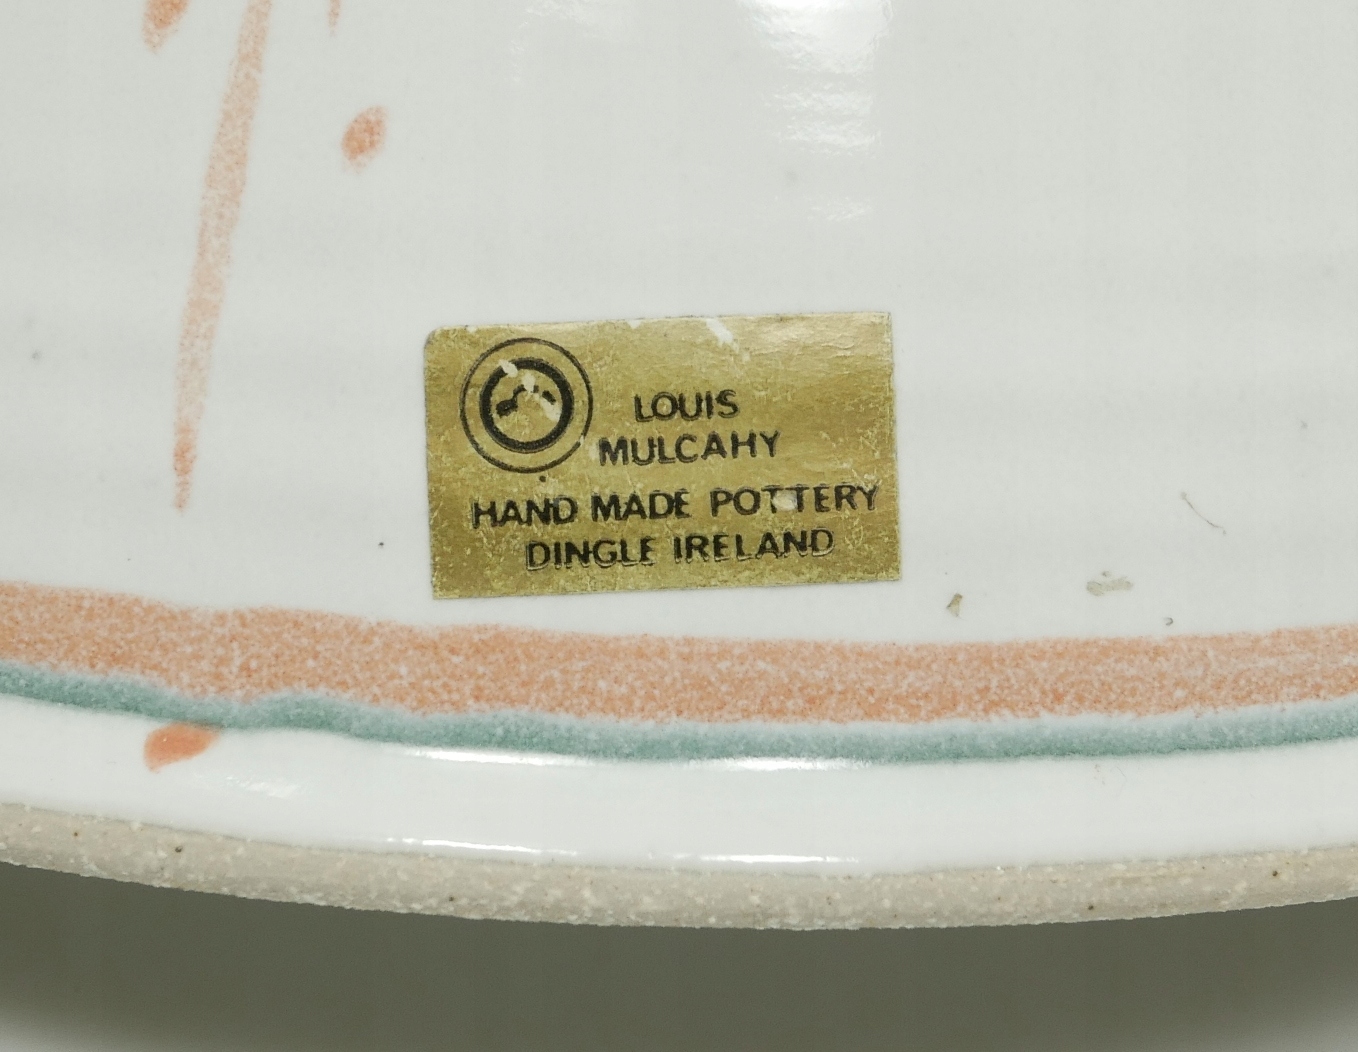 LOUIS
MULCAHY
HAND MADE POTTERY
DINGLE IRELAND